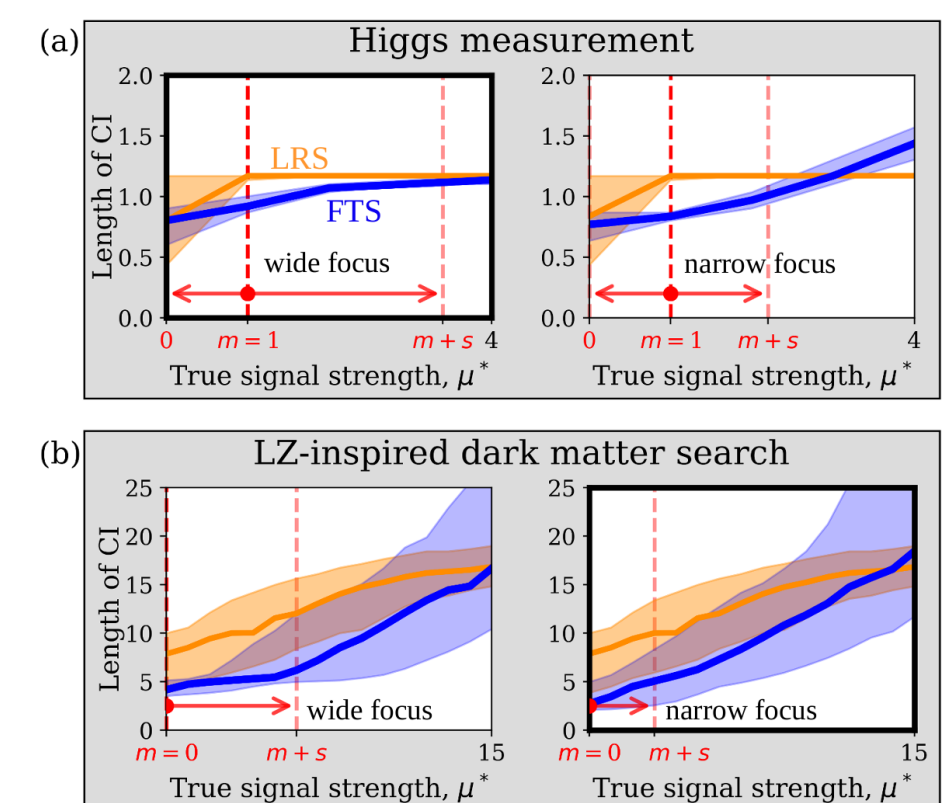 (a)
Higgs measurement
Length of CI
2.0
1.5
1.0
0.5
0.0
LRS
FTS
wide focus
0
m = 1
m + s
4
True signal strength, μ*
2.0
1.5
1.0
0.5
0.0
narrow focus
0
m = 1
m + s
4
True signal strength, μ*
(b)
LZ-inspired dark matter search
Length of CI
25
20
15
10
5
0
wide focus
m = 0
m + s
15
True signal strength, μ*
25
20
15
10
5
0
narrow focus
m = 0
m + s
15
True signal strength, μ*